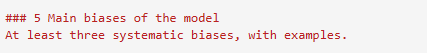 ### 5 Main biases of the model
At least three systematic biases, with examples.